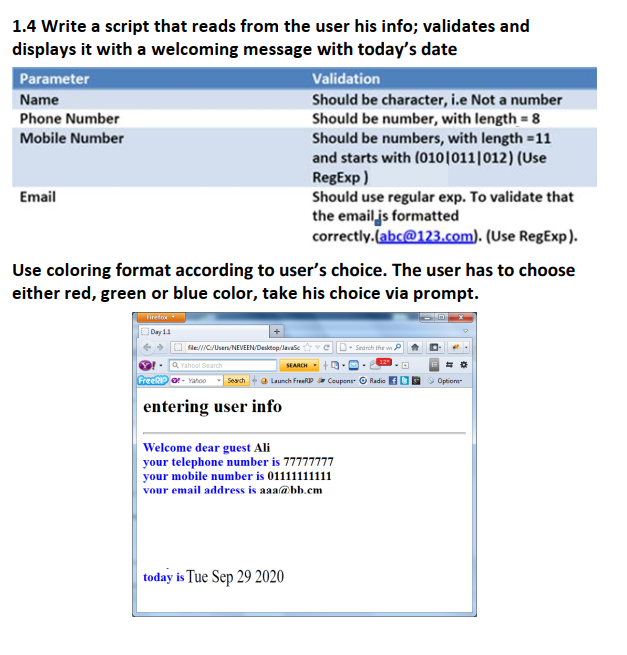 1.4 Write a script that reads from the user his info; validates and
displays it with a welcoming message with today's date
Parameter Validation
Name Should be character, i.e Not a number
Phone Number Should be number, with length = 8
Mobile Number Should be numbers, with length =11
and starts with (010|011|012) (Use
RegExp )
Email Should use regular exp. To validate that
the email is formatted
correctly.(abc@123.com). (Use RegExp).
Use coloring format according to user's choice. The user has to choose
either red, green or blue color, take his choice via prompt.
Firefox
Day 1.1
file:///C:/Users/NEVEEN/Desktop/JavaSc Search the w
Yahoo! Search SEARCH 12°
FreeRIP Y! - Yahoo Search Launch FreeRIP Coupons Radio Options
entering user info
Welcome dear guest Ali
your telephone number is 77777777
your mobile number is 01111111111
your email address is aaa@bb.cm
today is Tue Sep 29 2020